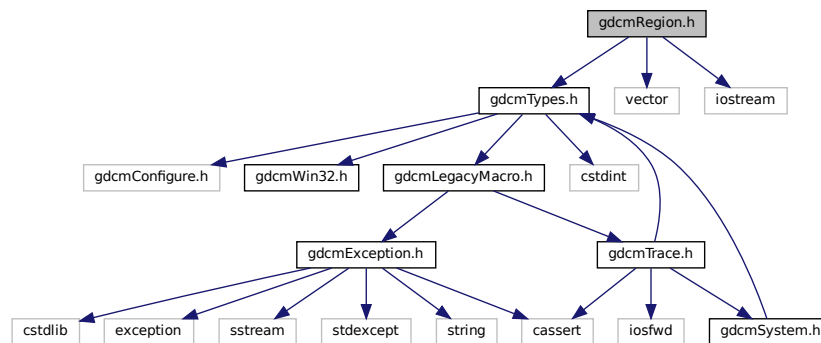 gdcmRegion.h
gdcmTypes.h
vector
iostream
gdcmConfigure.h
gdcmWin32.h
gdcmLegacyMacro.h
cstdint
gdcmException.h
gdcmTrace.h
cstdlib
exception
sstream
stdexcept
string
cassert
iosfwd
gdcmSystem.h